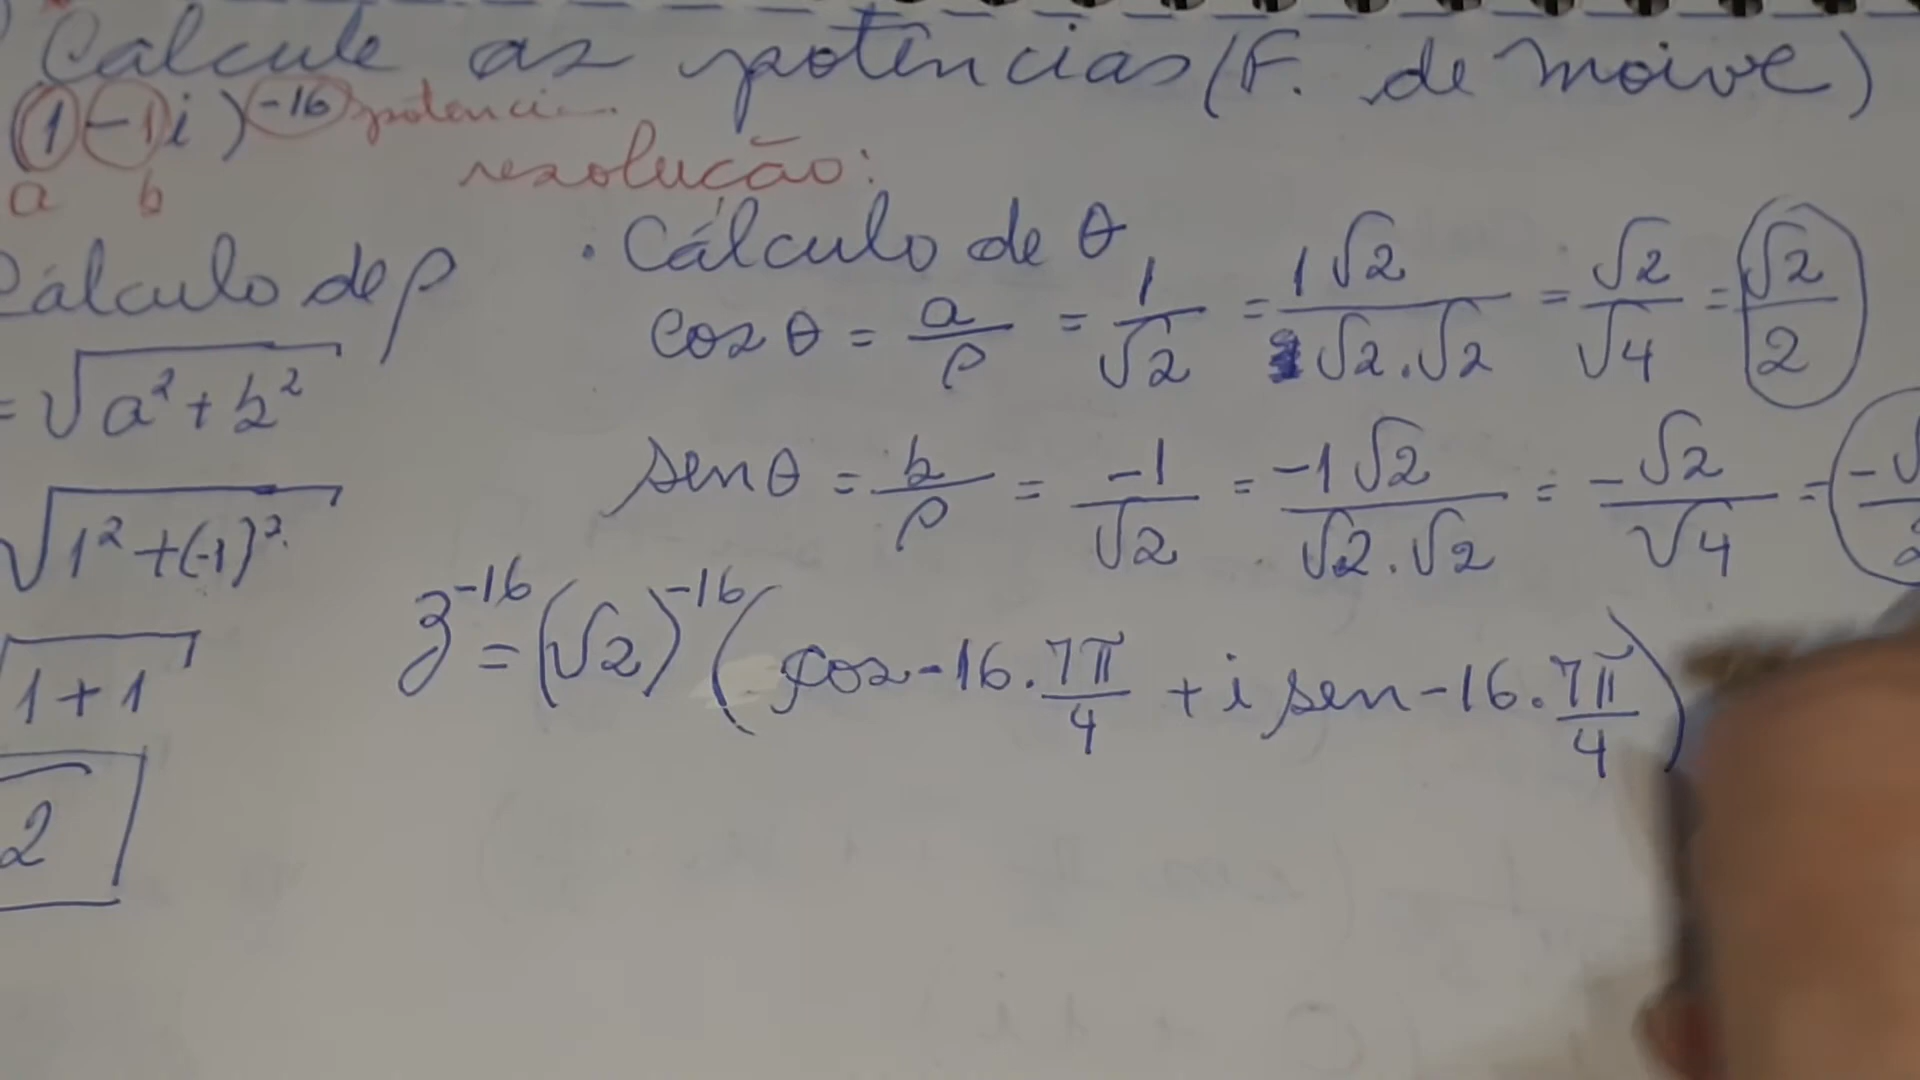 Calcule as potências (F. de moive)
(1 - 1i)^-16 potenci
a b
resolução:
Cálculo de ρ
= √a² + b²
√1² + (-1)²
√1 + 1
2
· Cálculo de θ
cos θ = a/ρ = 1/√2 = 1√2/√2.√2 = √2/√4 = √2/2
sen θ = b/ρ = -1/√2 = -1√2/√2.√2 = -√2/√4 =
z^-16 = (√2)^-16 (cos -16 . 7π/4 + i sen -16 . 7π/4)